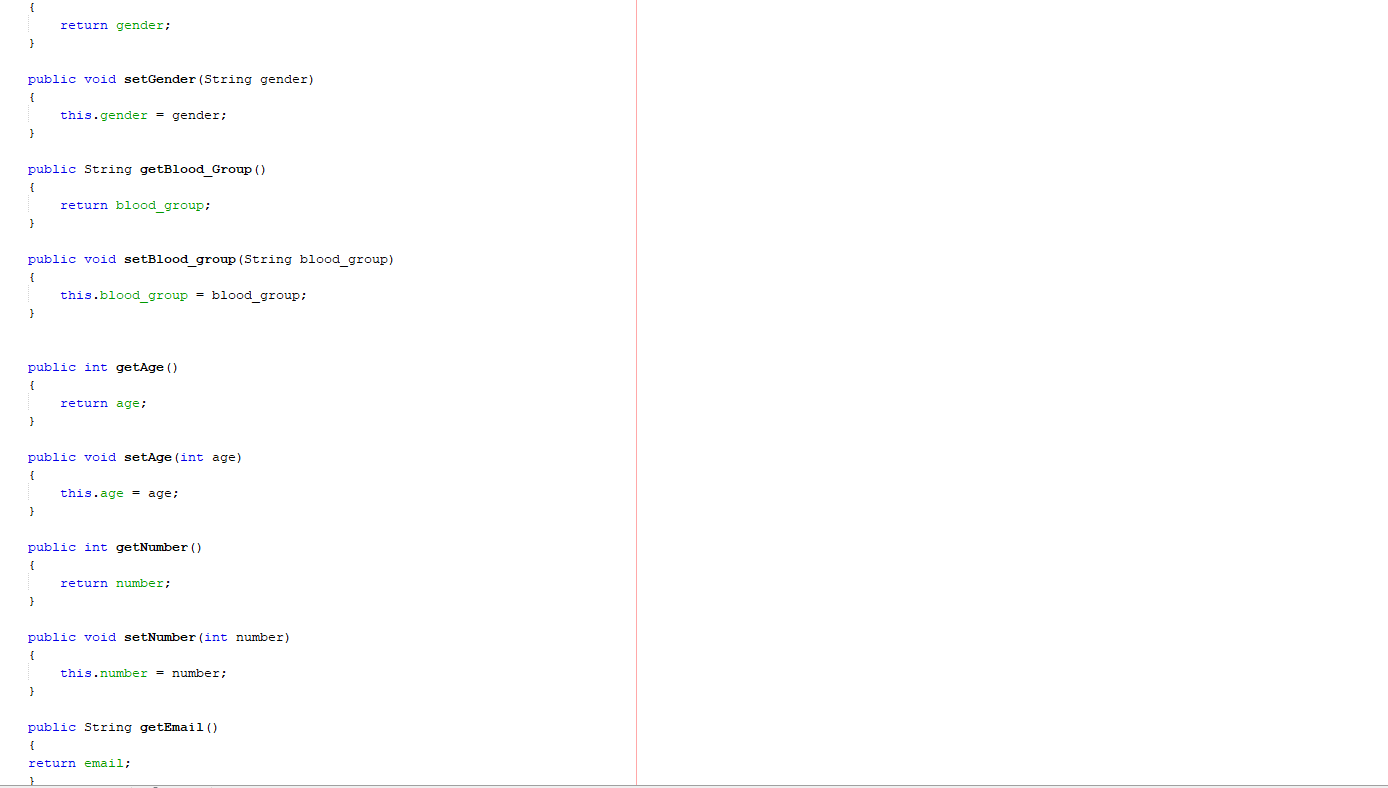 {
    return gender;
}

public void setGender(String gender)
{
    this.gender = gender;
}

public String getBlood_Group()
{
    return blood_group;
}

public void setBlood_group(String blood_group)
{
    this.blood_group = blood_group;
}


public int getAge()
{
    return age;
}

public void setAge(int age)
{
    this.age = age;
}

public int getNumber()
{
    return number;
}

public void setNumber(int number)
{
    this.number = number;
}

public String getEmail()
{
return email;
}